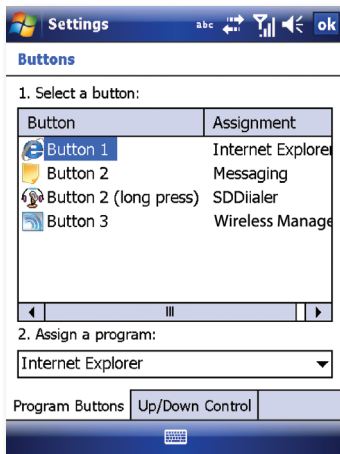 Settings abc ok
Buttons
1. Select a button:
Button Assignment
Button 1 Internet Explorer
Button 2 Messaging
Button 2 (long press) SDDiialer
Button 3 Wireless Manage
2. Assign a program:
Internet Explorer
Program Buttons Up/Down Control